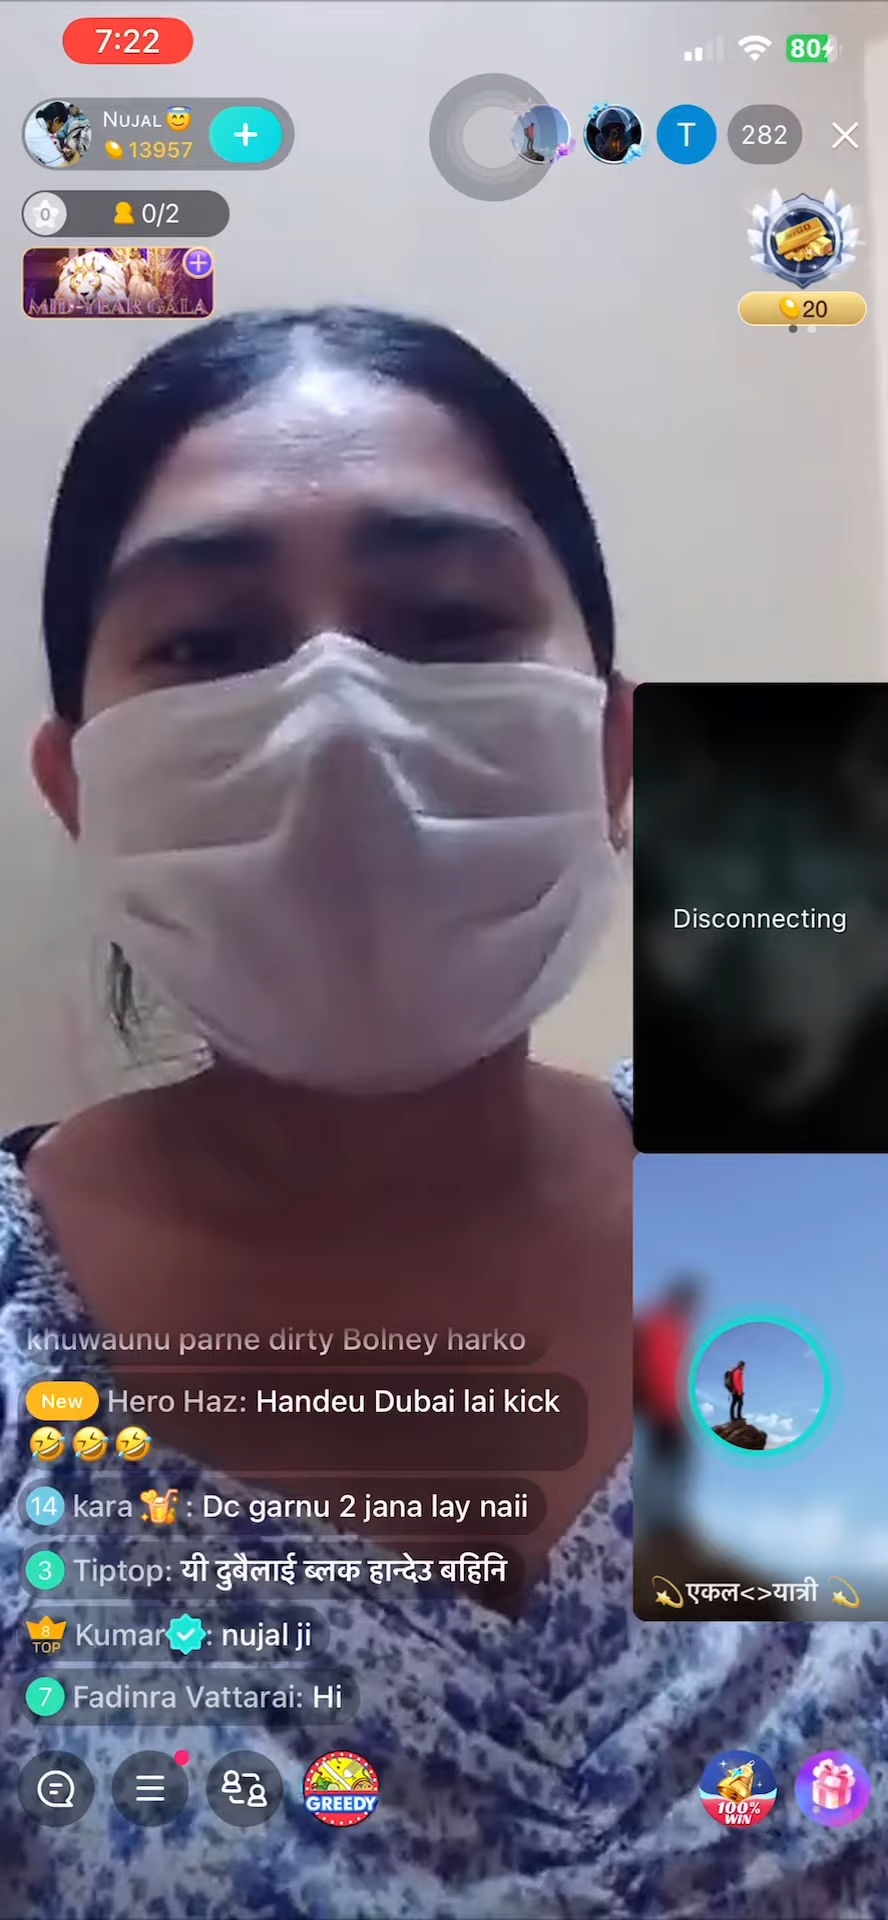 7:22
80
Nujal😇
13957
T
282
0
0/2
MID-YEAR GALA
20
Disconnecting
khuwaunu parne dirty Bolney harko
New Hero Haz: Handeu Dubai lai kick
🤣🤣🤣
14 kara : Dc garnu 2 jana lay naii
3 Tiptop: यी दुबैलाई ब्लक हान्देउ बहिनि
💫एकल<>यात्री 💫
8 TOP Kumar: nujal ji
7 Fadinra Vattarai: Hi
GREEDY
100% WIN